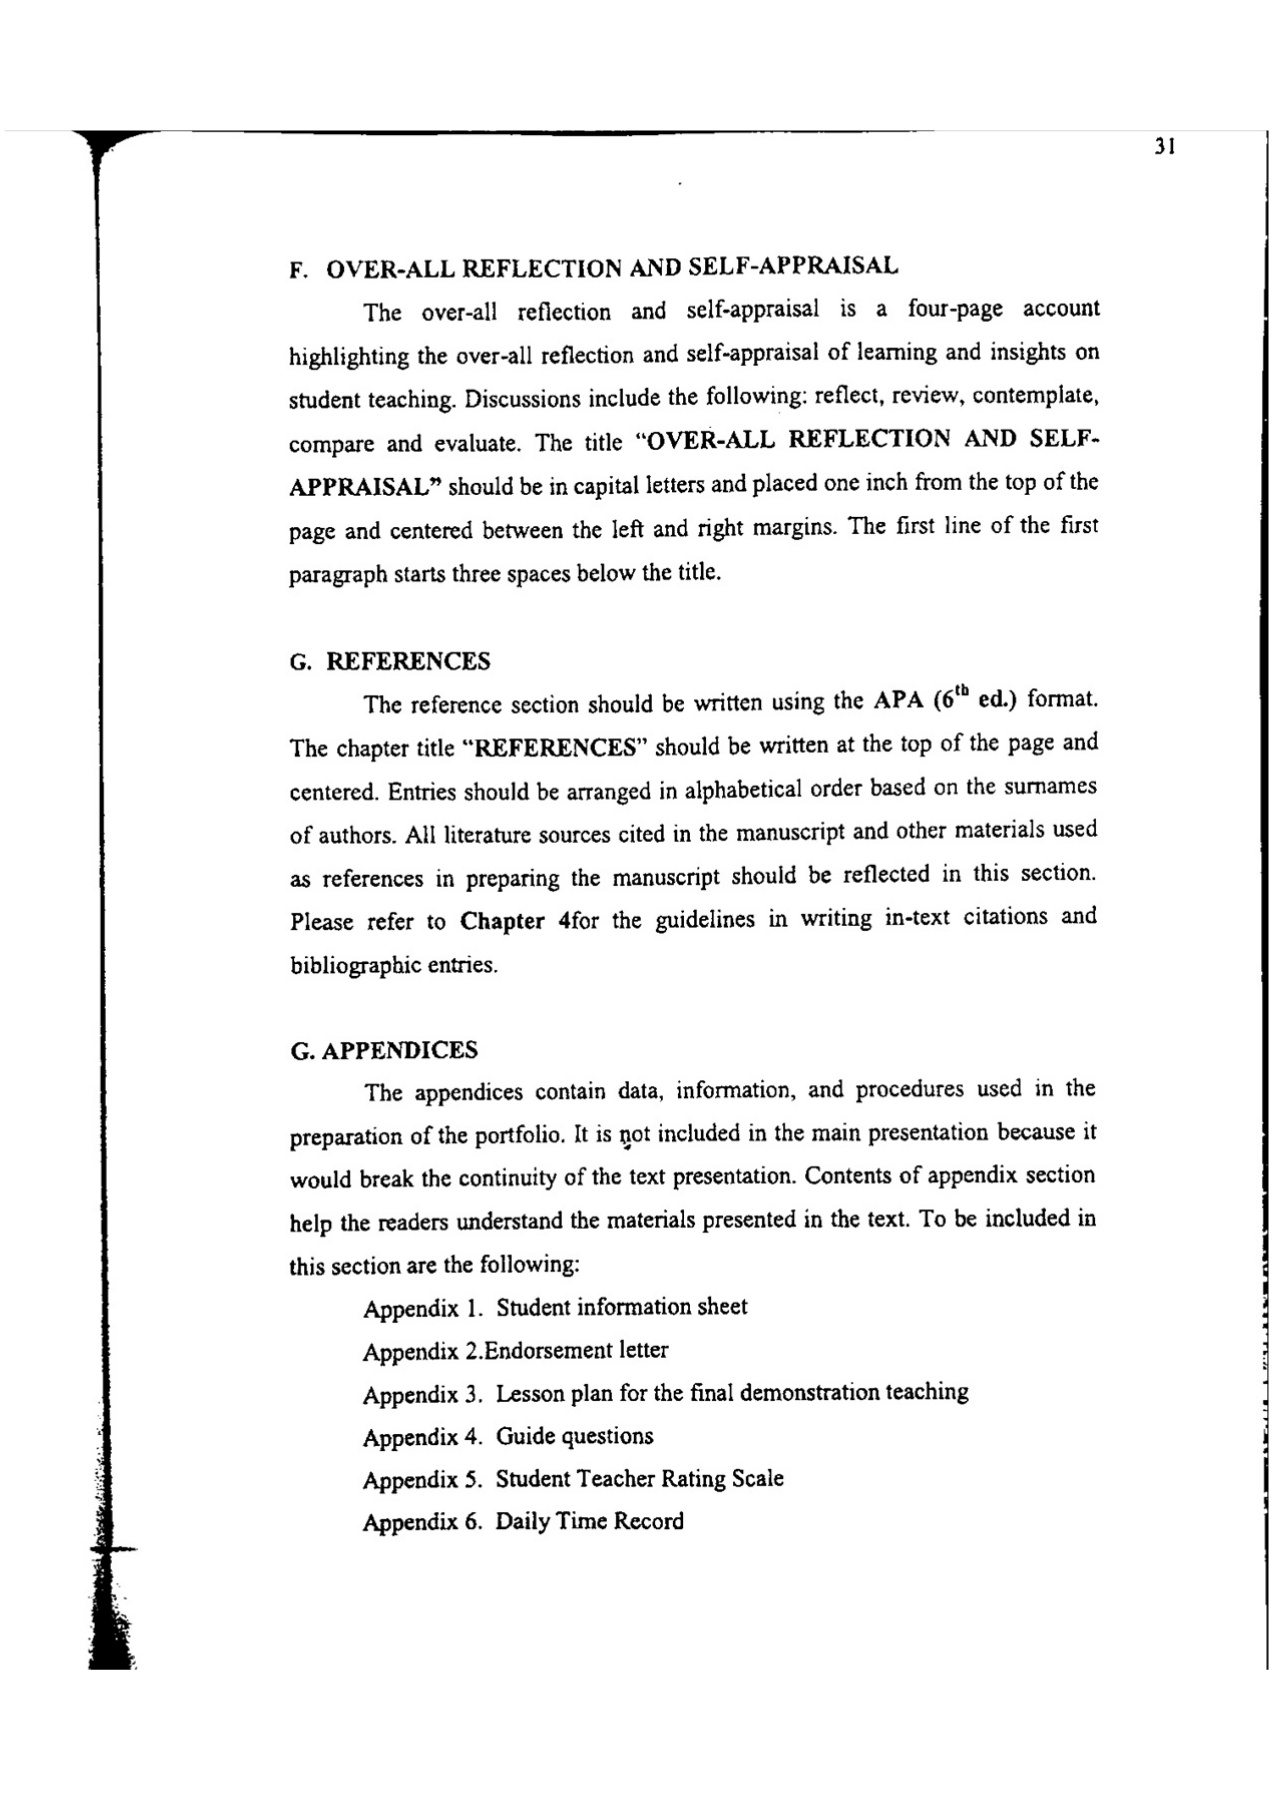 31
F. OVER-ALL REFLECTION AND SELF-APPRAISAL
The over-all reflection and self-appraisal is a four-page account
highlighting the over-all reflection and self-appraisal of learning and insights on
student teaching. Discussions include the following: reflect, review, contemplate,
compare and evaluate. The title “OVER-ALL REFLECTION AND SELF-
APPRAISAL” should be in capital letters and placed one inch from the top of the
page and centered between the left and right margins. The first line of the first
paragraph starts three spaces below the title.
G. REFERENCES
The reference section should be written using the APA (6th ed.) format.
The chapter title “REFERENCES” should be written at the top of the page and
centered. Entries should be arranged in alphabetical order based on the surnames
of authors. All literature sources cited in the manuscript and other materials used
as references in preparing the manuscript should be reflected in this section.
Please refer to Chapter 4for the guidelines in writing in-text citations and
bibliographic entries.
G. APPENDICES
The appendices contain data, information, and procedures used in the
preparation of the portfolio. It is not included in the main presentation because it
would break the continuity of the text presentation. Contents of appendix section
help the readers understand the materials presented in the text. To be included in
this section are the following:
Appendix 1. Student information sheet
Appendix 2.Endorsement letter
Appendix 3. Lesson plan for the final demonstration teaching
Appendix 4. Guide questions
Appendix 5. Student Teacher Rating Scale
Appendix 6. Daily Time Record